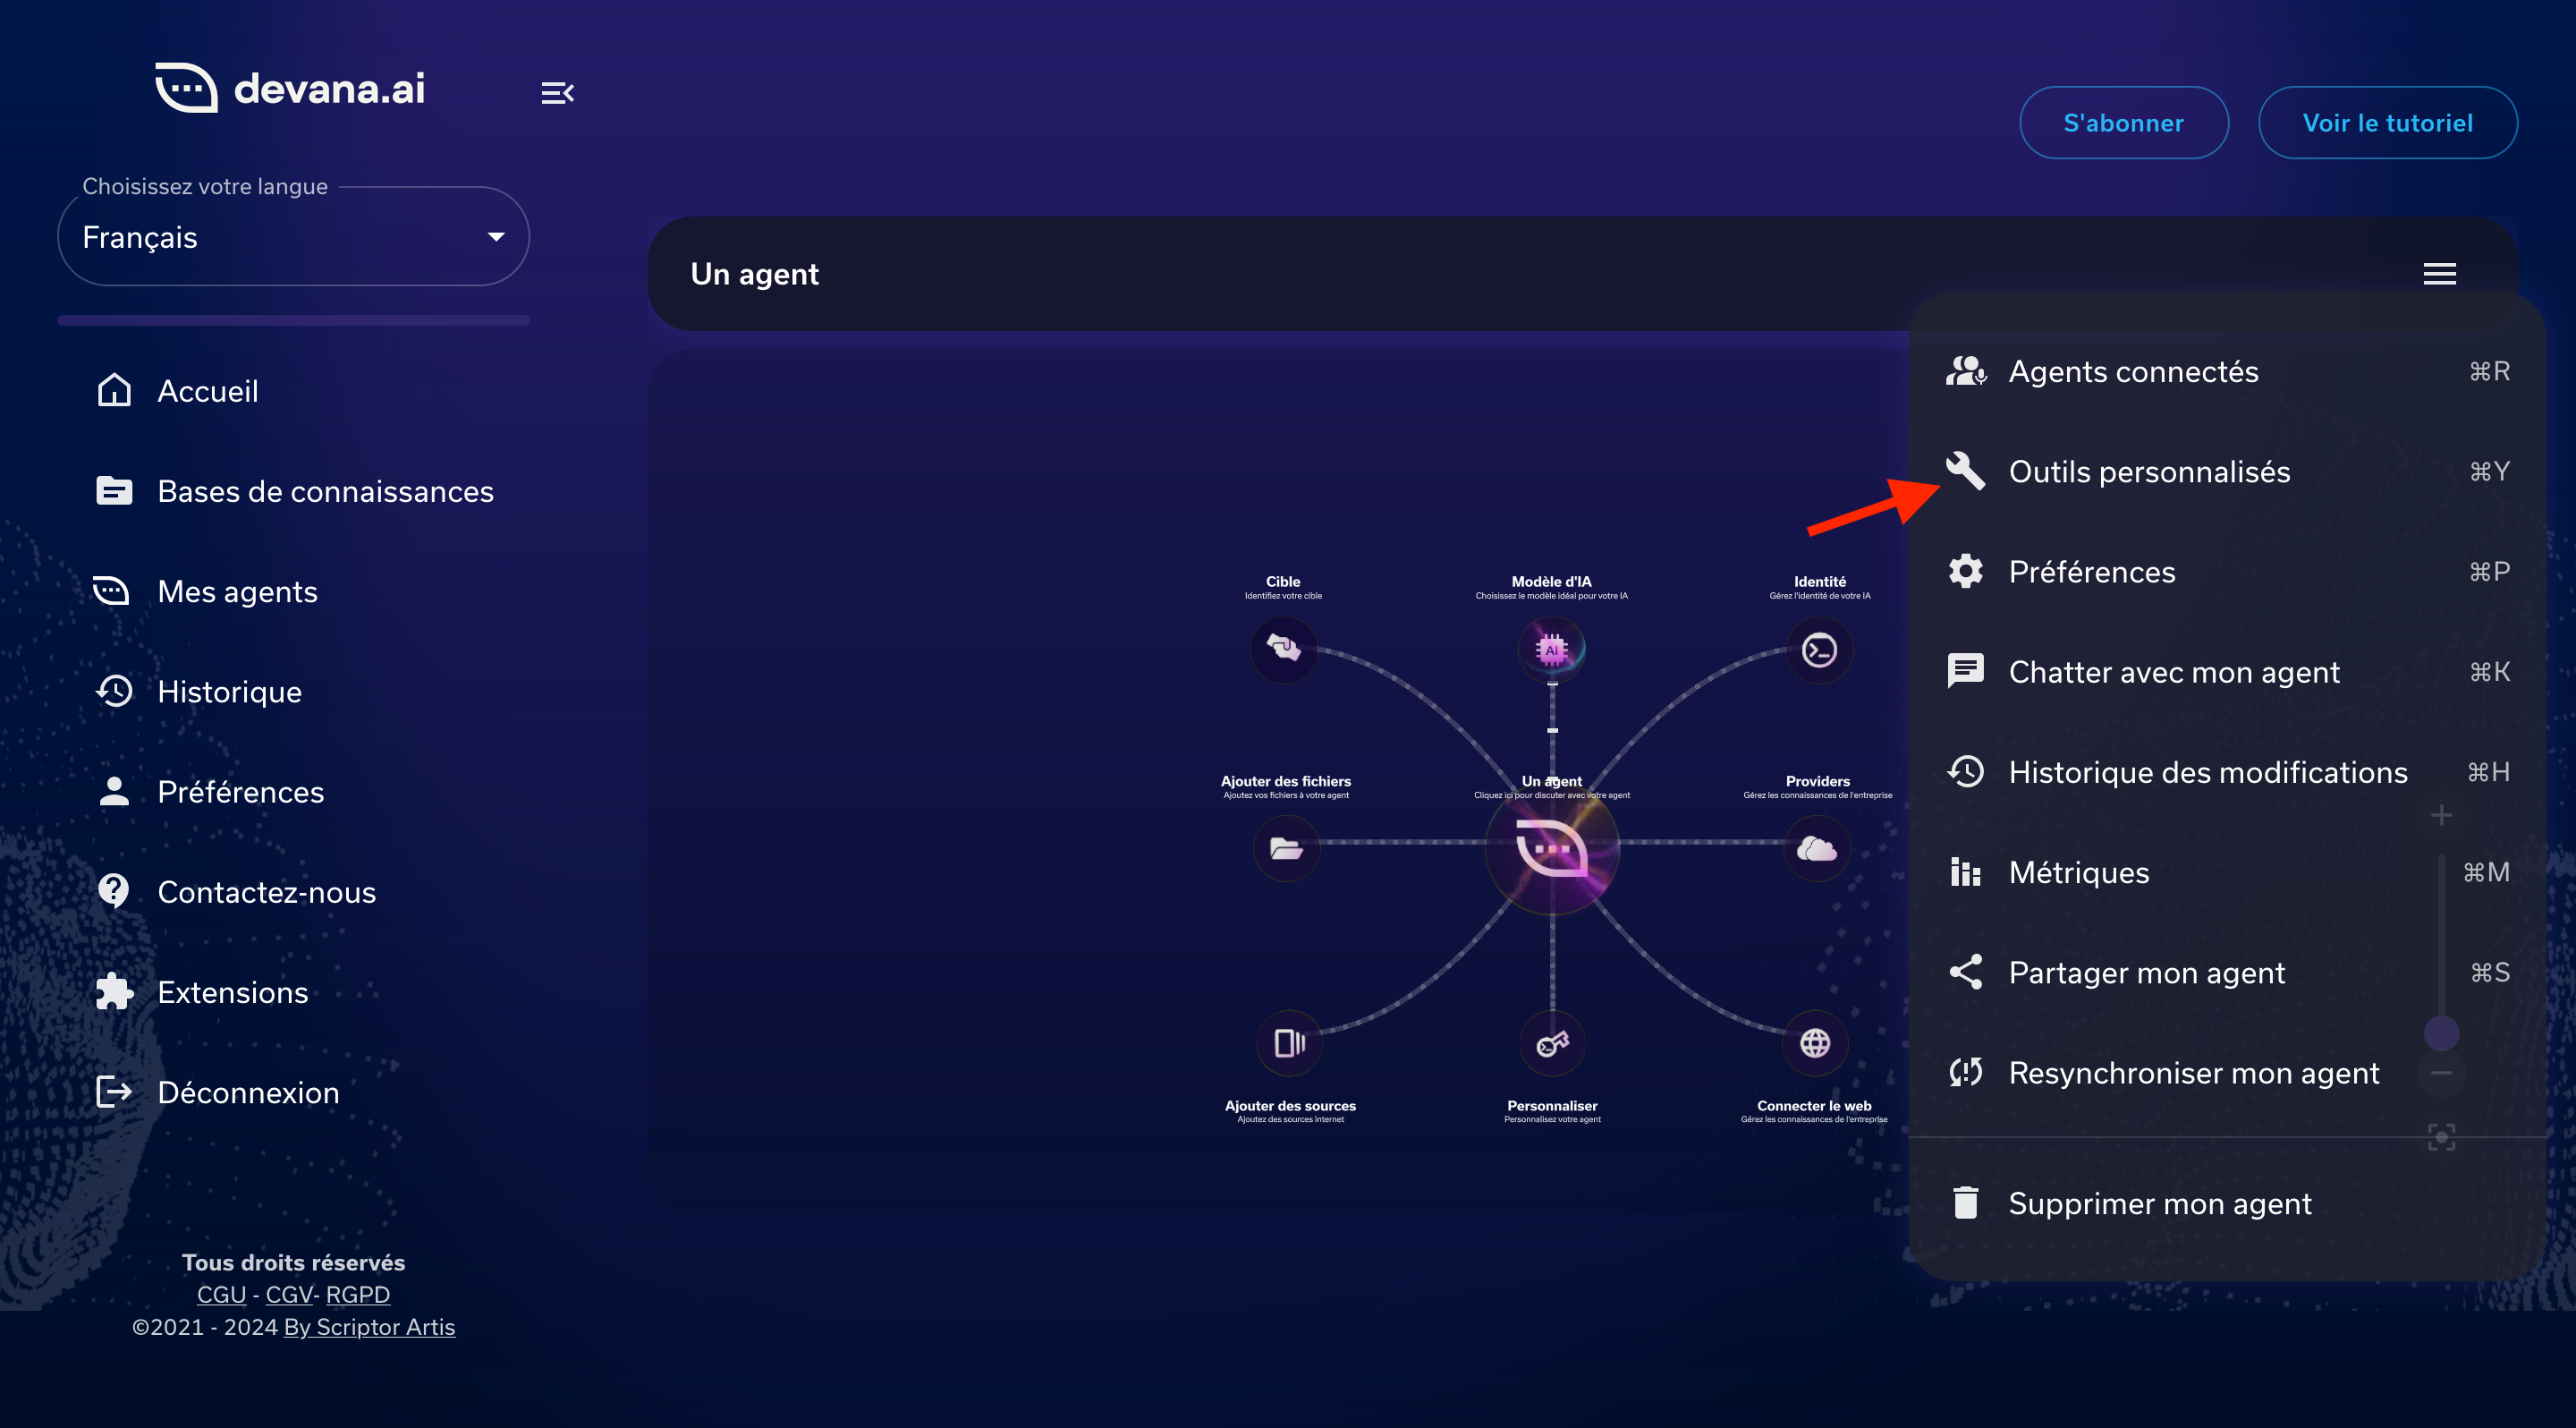 devana.ai
S'abonner
Voir le tutoriel
Choisissez votre langue
Français
Accueil
Bases de connaissances
Mes agents
Historique
Préférences
Contactez-nous
Extensions
Déconnexion
Tous droits réservés
CGU - CGV- RGPD
©2021 - 2024 By Scriptor Artis
Un agent
Cible
Identifiez votre cible
Modèle d'IA
Choisissez le modèle idéal pour votre IA
AI
Identité
Gérez l'identité de votre IA
Ajouter des fichiers
Ajoutez vos fichiers à votre agent
Un agent
Cliquez ici pour discuter avec votre agent
Providers
Gérez les connaissances de l'entreprise
Ajouter des sources
Ajoutez des sources internet
Personnaliser
Personnalisez votre agent
Connecter le web
Gérez les connaissances de l'entreprise
Agents connectés ⌘R
Outils personnalisés ⌘Y
Préférences ⌘P
Chatter avec mon agent ⌘K
Historique des modifications ⌘H
Métriques ⌘M
Partager mon agent ⌘S
Resynchroniser mon agent
Supprimer mon agent